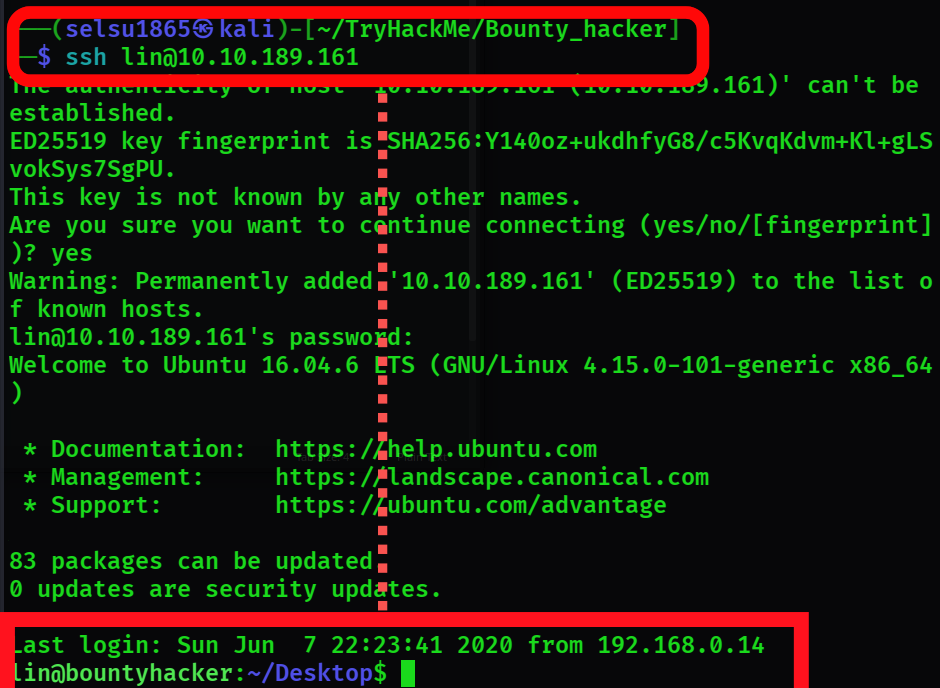 ──(selsu1865㉿kali)-[~/TryHackMe/Bounty_hacker]
─$ ssh lin@10.10.189.161
The authenticity of host '10.10.189.161 (10.10.189.161)' can't be
established.
ED25519 key fingerprint is SHA256:Y140oz+ukdhfyG8/c5KvqKdvm+Kl+gLS
vokSys7SgPU.
This key is not known by any other names.
Are you sure you want to continue connecting (yes/no/[fingerprint]
)? yes
Warning: Permanently added '10.10.189.161' (ED25519) to the list o
f known hosts.
lin@10.10.189.161's password:
Welcome to Ubuntu 16.04.6 LTS (GNU/Linux 4.15.0-101-generic x86_64
)
* Documentation:  https://help.ubuntu.com
* Management:     https://landscape.canonical.com
* Support:        https://ubuntu.com/advantage
83 packages can be updated
0 updates are security updates.
Last login: Sun Jun  7 22:23:41 2020 from 192.168.0.14
lin@bountyhacker:~/Desktop$